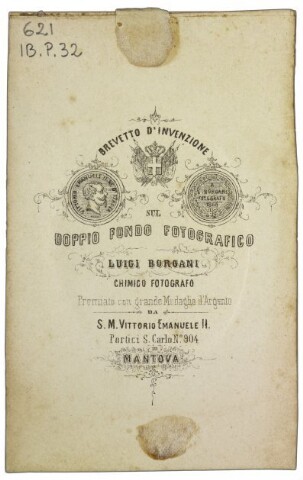 621
1B.P.32
BREVETTO D'INVENZIONE
SUL
DOPPIO FONDO FOTOGRAFICO
LUIGI BORGANI
CHIMICO FOTOGRAFO
Premiato con grande Medaglia d'Argento
DA
S. M. VITTORIO EMANUELE II.
Portici S. Carlo N.° 904
MANTOVA